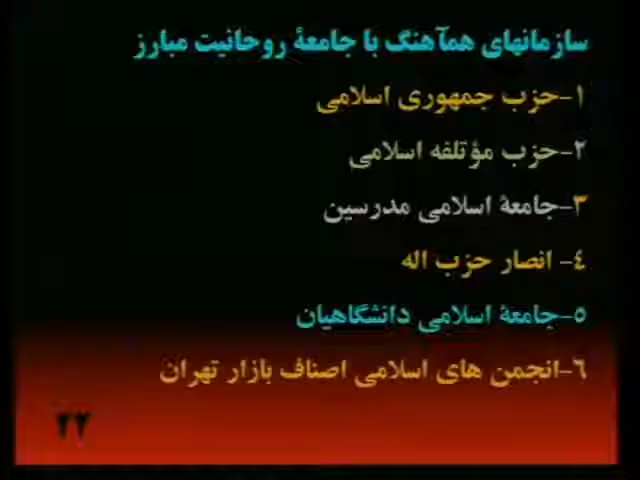 سازمانهای همآهنگ با جامعهٔ روحانیت مبارز
۱-حزب جمهوری اسلامی
۲-حزب مؤتلفه اسلامی
۳-جامعهٔ اسلامی مدرسین
٤- انصار حزب اله
۵-جامعهٔ اسلامی دانشگاهیان
٦-انجمن های اسلامی اصناف بازار تهران
۲۲